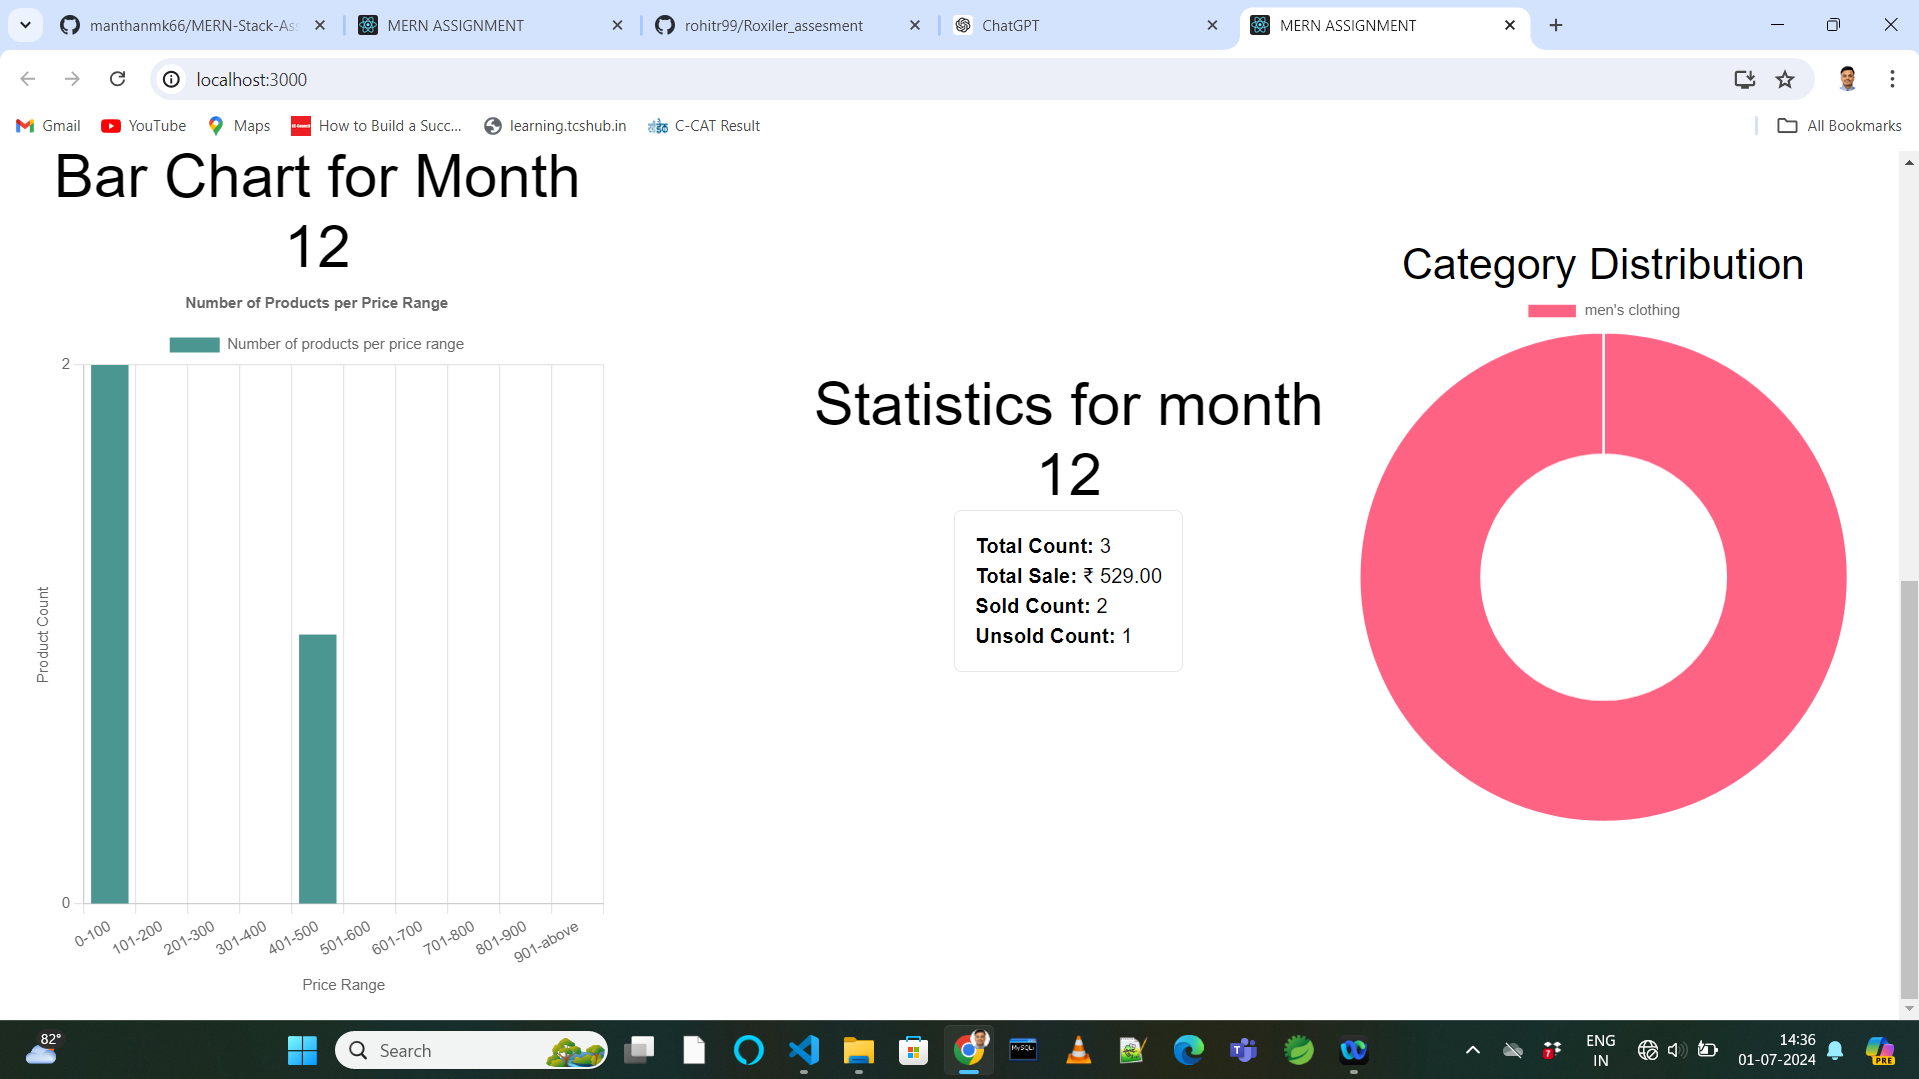 manthanmk66/MERN-Stack-Ass
MERN ASSIGNMENT
rohitr99/Roxiler_assesment
ChatGPT
MERN ASSIGNMENT
localhost:3000
Gmail
YouTube
Maps
How to Build a Succ...
learning.tcshub.in
C-CAT Result
All Bookmarks
Bar Chart for Month
12
Number of Products per Price Range
Number of products per price range
2
0
Product Count
0-100
101-200
201-300
301-400
401-500
501-600
601-700
701-800
801-900
901-above
Price Range
Statistics for month
12
Total Count: 3
Total Sale: ₹ 529.00
Sold Count: 2
Unsold Count: 1
Category Distribution
men's clothing
82°
Search
MySQL
7
ENG
IN
14:36
01-07-2024
PRE